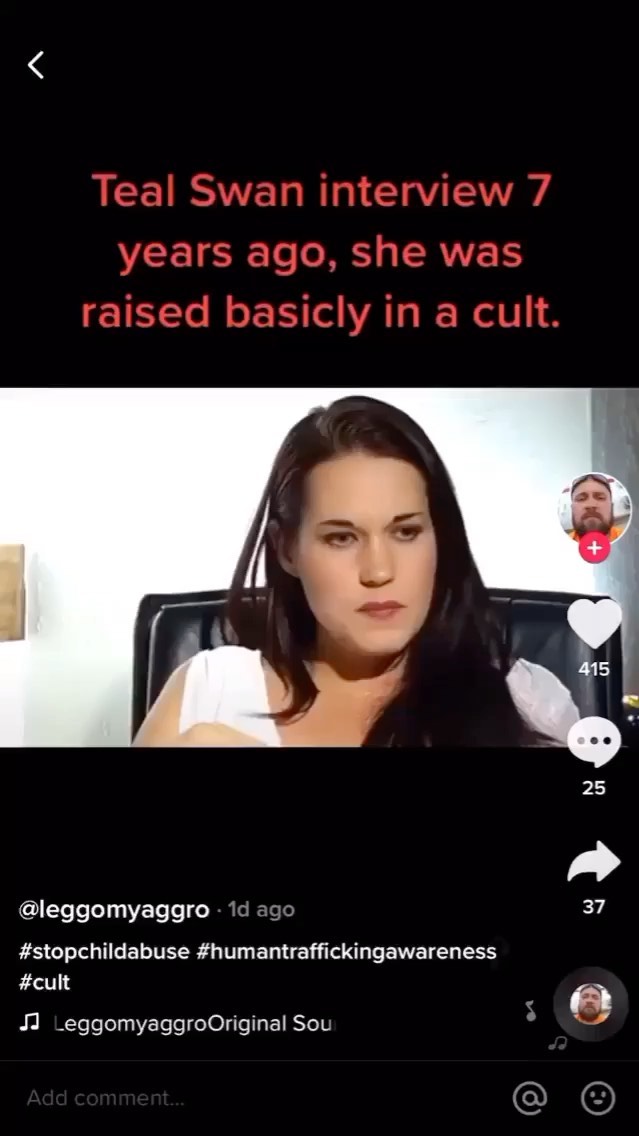 Teal Swan interview 7
years ago, she was
raised basicly in a cult.
415
25
37
@leggomyaggro · 1d ago
#stopchildabuse #humantraffickingawareness
#cult
LeggomyaggroOriginal Sou
Add comment...